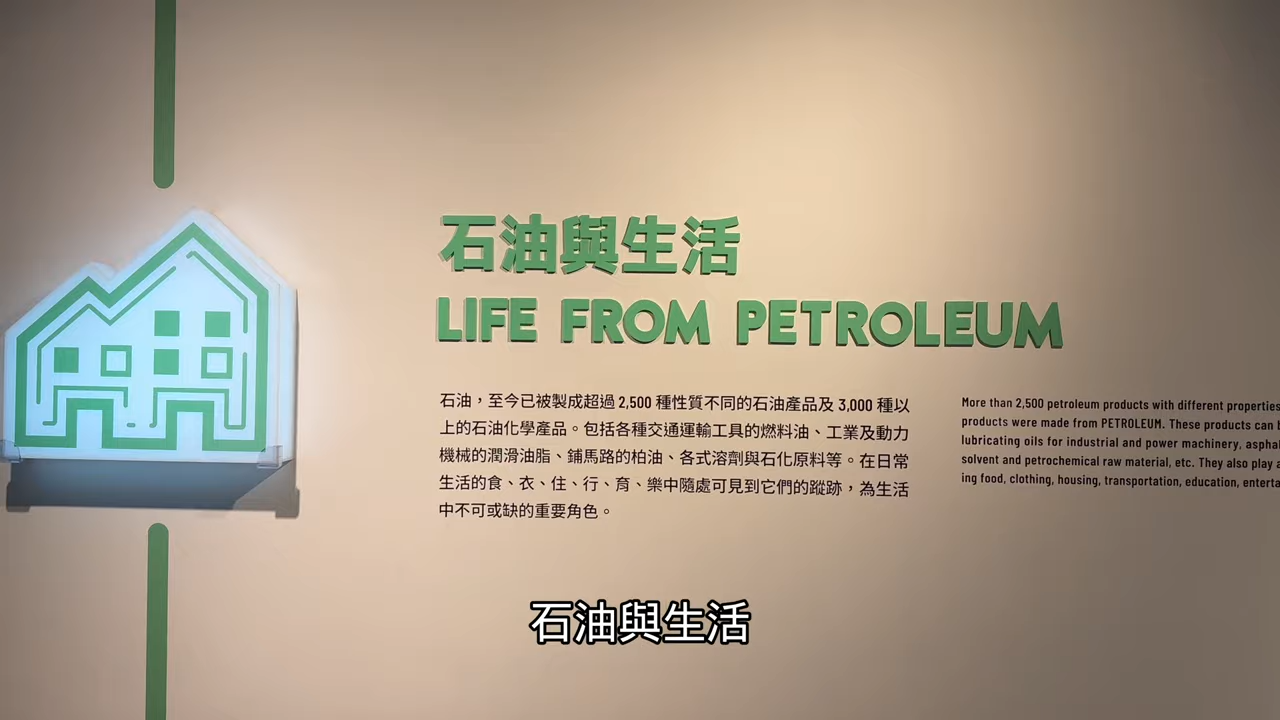 石油與生活
LIFE FROM PETROLEUM
石油，至今已被製成超過 2,500 種性質不同的石油產品及 3,000 種以
上的石油化學產品。包括各種交通運輸工具的燃料油、工業及動力
機械的潤滑油脂、鋪馬路的柏油、各式溶劑與石化原料等。在日常
生活的食、衣、住、行、育、樂中隨處可見到它們的蹤跡，為生活
中不可或缺的重要角色。
More than 2,500 petroleum products with different properties
products were made from PETROLEUM. These products can
lubricating oils for industrial and power machinery,
solvent and petrochemical raw material, etc. They also play
ing food, clothing, housing, transportation, education,
石油與生活